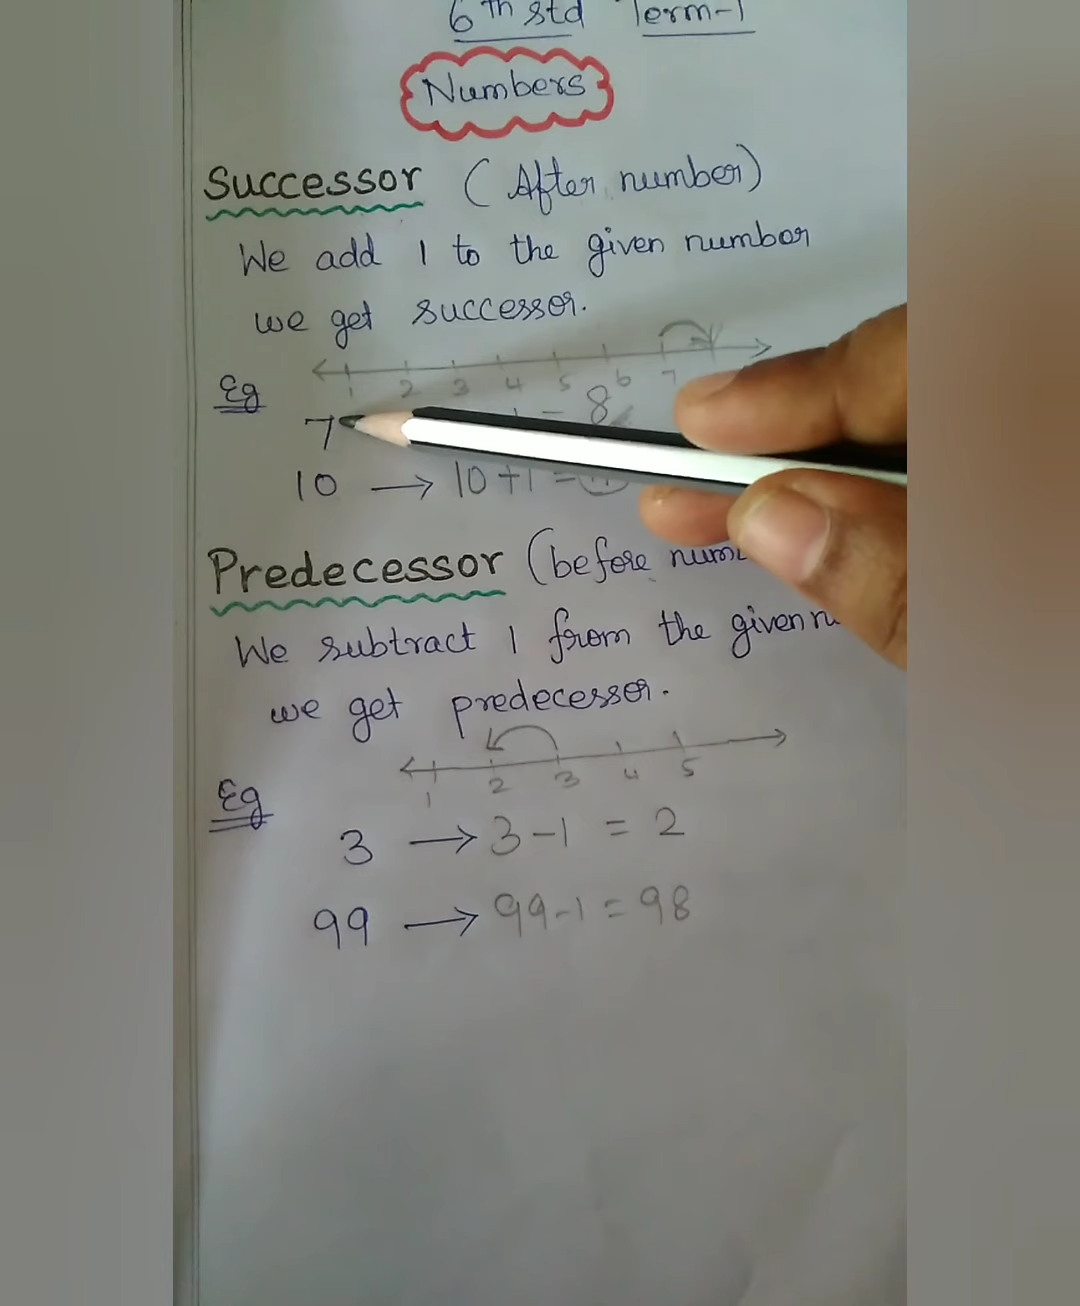 6th std Term-1
Numbers
Successor (After number)
We add 1 to the given number
we get successor.
1 2 3 4 5 6 7
Eg
7 - 8
10 → 10+1 =
Predecessor (before
We subtract 1 from the given
we get predecessor.
1 2 3 4 5
Eg
3 → 3-1 = 2
99 → 99-1 = 98